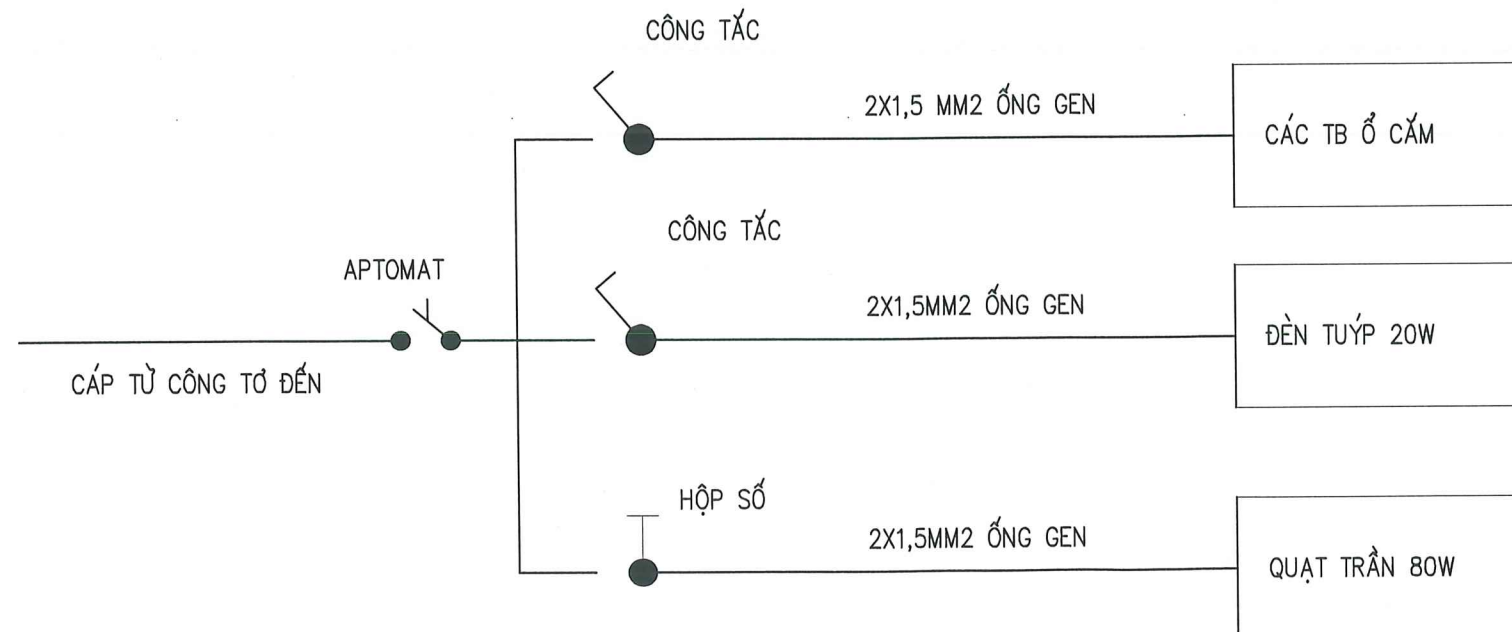 CÔNG TẮC
2X1,5 MM2 ỐNG GEN
CÁC TB Ổ CẮM
CÔNG TẮC
APTOMAT
2X1,5MM2 ỐNG GEN
ĐÈN TUÝP 20W
CÁP TỪ CÔNG TƠ ĐẾN
HỘP SỐ
2X1,5MM2 ỐNG GEN
QUẠT TRẦN 80W